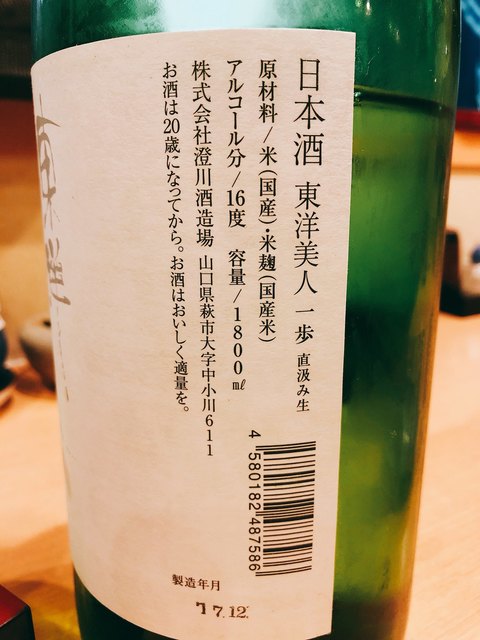 日本酒 東洋美人 一歩 直汲み生
原材料/米(国産)・米麹(国産米)
アルコール分/16度 容量/1800㎖
株式会社澄川酒造場 山口県萩市大字中小川611
お酒は20歳になってから。お酒はおいしく適量を。
4 580182 487586
製造年月
17.12
東洋